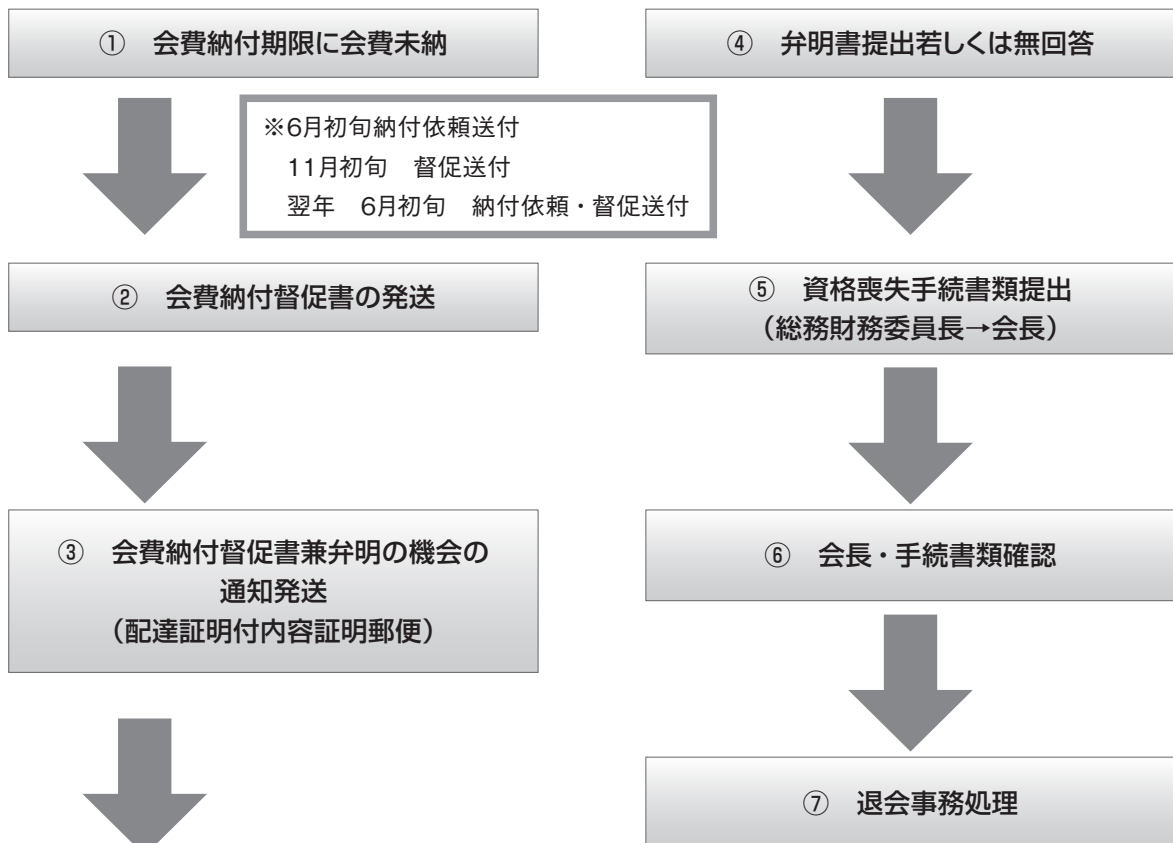 ① 会費納付期限に会費未納
※6月初旬納付依頼送付
11月初旬 督促送付
翌年 6月初旬 納付依頼・督促送付
② 会費納付督促書の発送
③ 会費納付督促書兼弁明の機会の
通知発送
（配達証明付内容証明郵便）
④ 弁明書提出若しくは無回答
⑤ 資格喪失手続書類提出
（総務財務委員長→会長）
⑥ 会長・手続書類確認
⑦ 退会事務処理